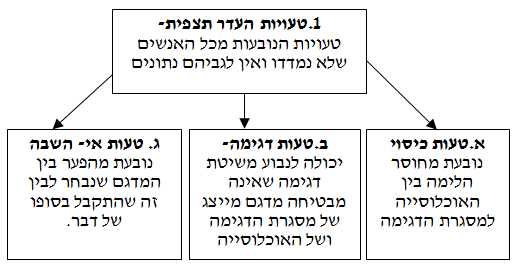 1.טעויות העדר תצפית-
טעויות הנובעות מכל האנשים
שלא נמדדו ואין לגביהם נתונים
א.טעות כיסוי
נובעת מחוסר
הלימה בין
האוכלוסייה
למסגרת הדגימה
ב.טעות דגימה-
יכולה לנבוע משיטת
דגימה שאינה
מבטיחה מדגם מייצג
של מסגרת הדגימה
ושל האוכלוסייה
ג. טעות אי- השבה
נובעת מהפער בין
המדגם שנבחר לבין
זה שהתקבל בסופו
של דבר.